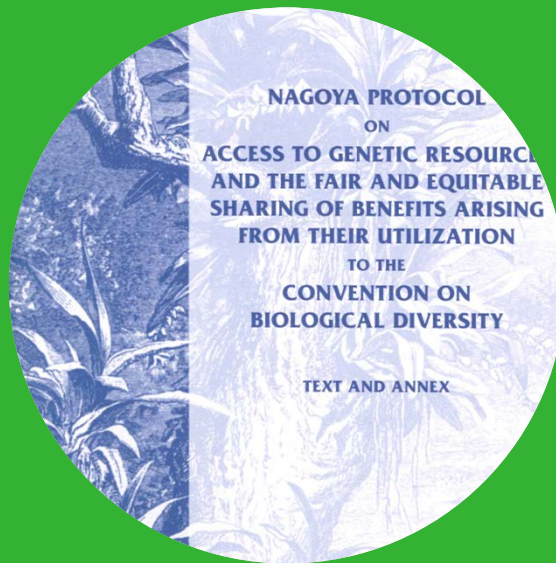 NAGOYA PROTOCOL
ON
ACCESS TO GENETIC RESOURCE
AND THE FAIR AND EQUITABLE
SHARING OF BENEFITS ARISING
FROM THEIR UTILIZATION
TO THE
CONVENTION ON
BIOLOGICAL DIVERSITY
TEXT AND ANNEX